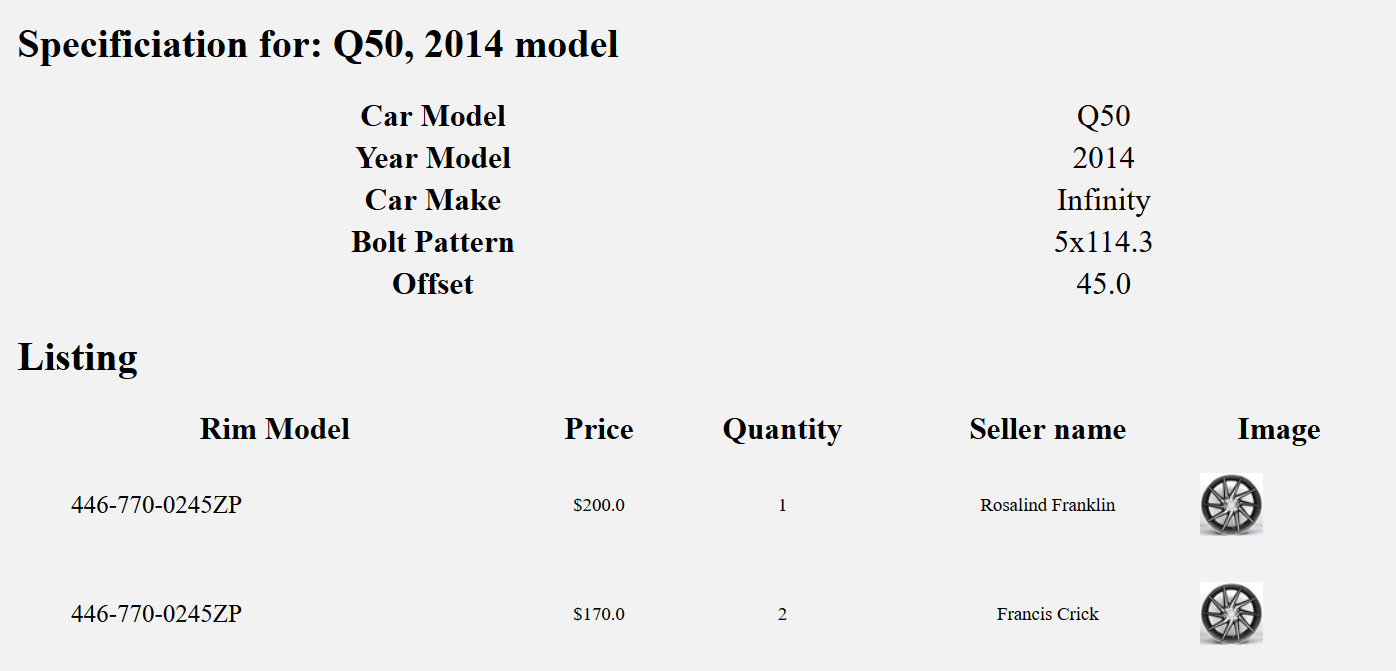 Specificiation for: Q50, 2014 model
Car Model Q50
Year Model 2014
Car Make Infinity
Bolt Pattern 5x114.3
Offset 45.0
Listing
Rim Model Price Quantity Seller name Image
446-770-0245ZP $200.0 1 Rosalind Franklin
446-770-0245ZP $170.0 2 Francis Crick